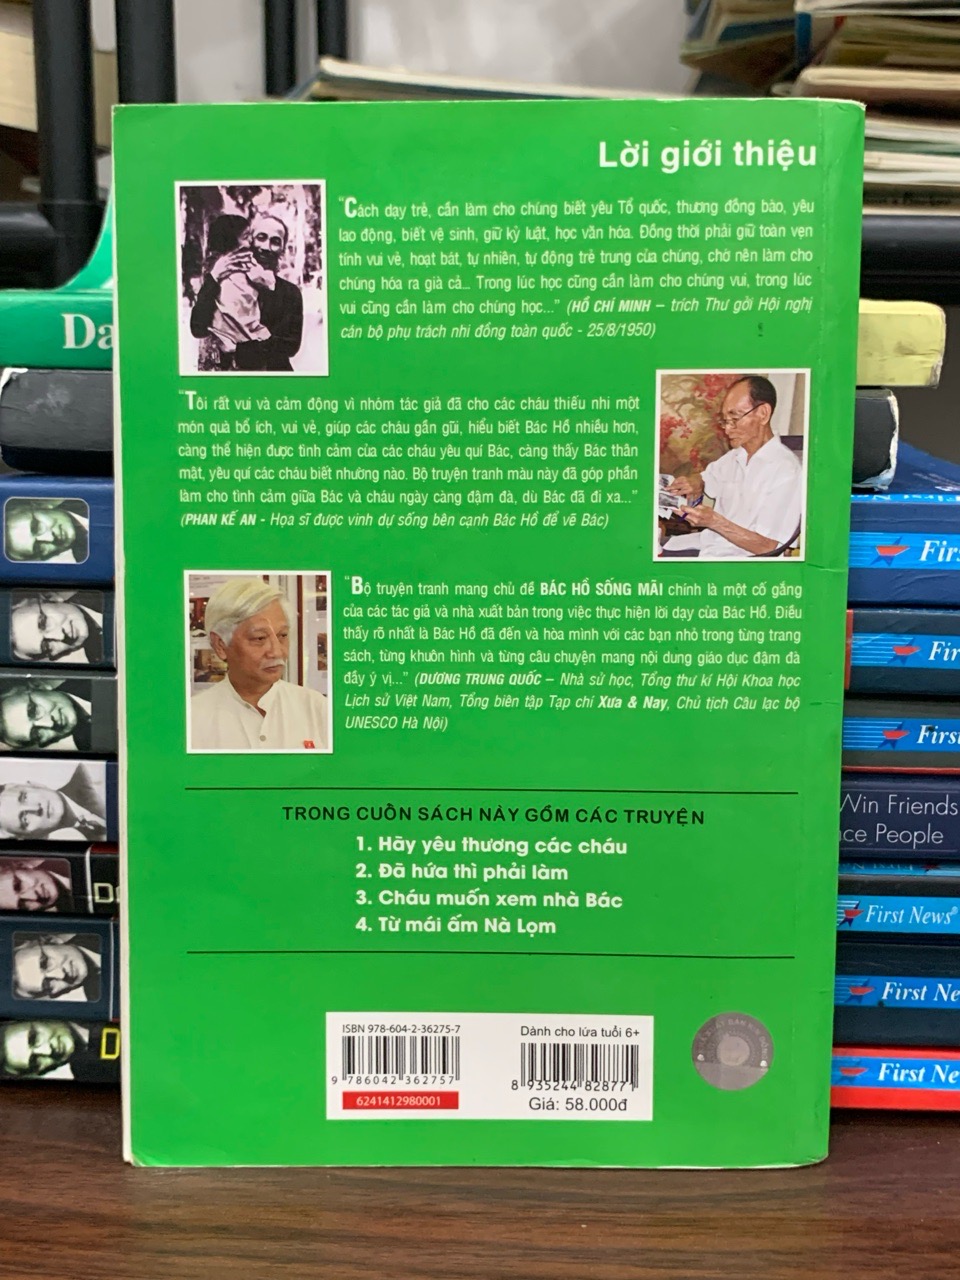 Lời giới thiệu
“Cách dạy trẻ, cần làm cho chúng biết yêu Tổ quốc, thương đồng bào, yêu
lao động, biết vệ sinh, giữ kỷ luật, học văn hóa. Đồng thời phải giữ toàn vẹn
tính vui vẻ, hoạt bát, tự nhiên, tự động trẻ trung của chúng, chớ nên làm cho
chúng hóa ra già cả... Trong lúc học cũng cần làm cho chúng vui, trong lúc
vui cũng cần làm cho chúng học...” (HỒ CHÍ MINH – trích Thư gởi Hội nghị
cán bộ phụ trách nhi đồng toàn quốc - 25/8/1950)
“Tôi rất vui và cảm động vì nhóm tác giả đã cho các cháu thiếu nhi một
món quà bổ ích, vui vẻ, giúp các cháu gần gũi, hiểu biết Bác Hồ nhiều hơn,
càng thể hiện được tình cảm của các cháu yêu quí Bác, càng thấy Bác thân
mật, yêu quí các cháu biết nhường nào. Bộ truyện tranh màu này đã góp phần
làm cho tình cảm giữa Bác và cháu ngày càng đậm đà, dù Bác đã đi xa...”
(PHAN KẾ AN - Họa sĩ được vinh dự sống bên cạnh Bác Hồ để vẽ Bác)
“Bộ truyện tranh mang chủ đề BÁC HỒ SỐNG MÃI chính là một cố gắng
của các tác giả và nhà xuất bản trong việc thực hiện lời dạy của Bác Hồ. Điều
thấy rõ nhất là Bác Hồ đã đến và hòa mình với các bạn nhỏ trong từng trang
sách, từng khuôn hình và từng câu chuyện mang nội dung giáo dục đậm đà
đầy ý vị...” (DƯƠNG TRUNG QUỐC – Nhà sử học, Tổng thư kí Hội Khoa học
Lịch sử Việt Nam, Tổng biên tập Tạp chí Xưa & Nay, Chủ tịch Câu lạc bộ
UNESCO Hà Nội)
TRONG CUỐN SÁCH NÀY GỒM CÁC TRUYỆN
1. Hãy yêu thương các cháu
2. Đã hứa thì phải làm
3. Cháu muốn xem nhà Bác
4. Từ mái ấm Nà Lọm
ISBN 978-604-2-36275-7
9 786042 362757
6241412980001
Dành cho lứa tuổi 6+
8 935244 828771
Giá: 58.000đ
Da
D
Firs
Fir
Firs
Win Friends
ce People
First News
First Ne
First Ne